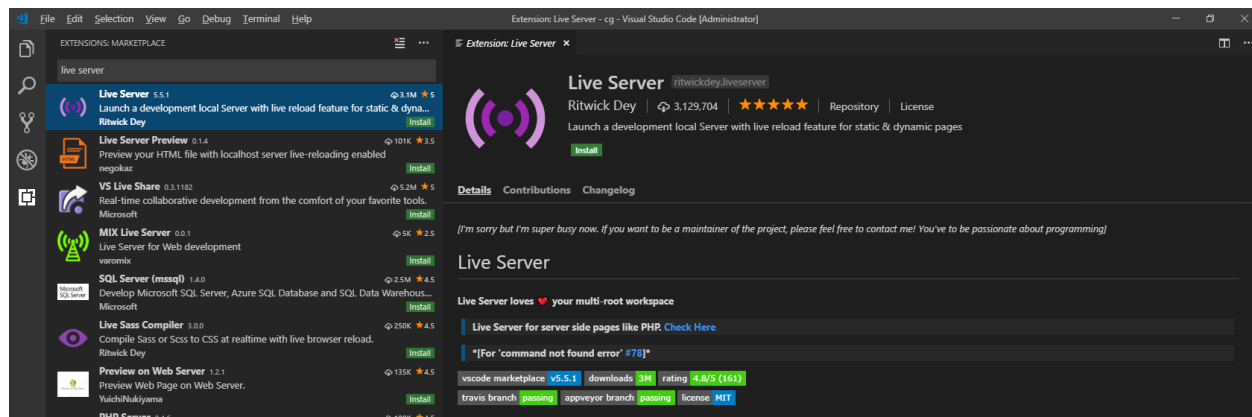 File Edit Selection View Go Debug Terminal Help
Extension: Live Server - cg - Visual Studio Code [Administrator]
EXTENSIONS: MARKETPLACE
live server
Live Server 5.5.1 3.1M ★ 5
Launch a development local Server with live reload feature for static & dyna...
Ritwick Dey Install
Live Server Preview 0.1.4 101K ★ 3.5
Preview your HTML file with localhost server live-reloading enabled
negokaz Install
VS Live Share 0.3.1182 5.2M ★ 5
Real-time collaborative development from the comfort of your favorite tools.
Microsoft Install
MIX Live Server 0.0.1 5K ★ 2.5
Live Server for Web development
varomix Install
SQL Server (mssql) 1.4.0 2.5M ★ 4.5
Develop Microsoft SQL Server, Azure SQL Database and SQL Data Warehous...
Microsoft Install
Microsoft
SQL Server
Live Sass Compiler 3.0.0 250K ★ 4.5
Compile Sass or Scss to CSS at realtime with live browser reload.
Ritwick Dey Install
Preview on Web Server 1.2.1 135K ★ 4.5
Preview Web Page on Web Server.
YuichiNukiyama Install
Extension: Live Server ×
Live Server ritwickdey.liveserver
Ritwick Dey 3,129,704 ★★★★★ Repository License
Launch a development local Server with live reload feature for static & dynamic pages
Install
Details Contributions Changelog
[I'm sorry but I'm super busy now. If you want to be a maintainer of the project, please feel free to contact me! You've to be passionate about programming]
Live Server
Live Server loves ❤ your multi-root workspace
Live Server for server side pages like PHP. Check Here
*[For 'command not found error' #78]*
vscode marketplace v5.5.1 downloads 3M rating 4.8/5 (161)
travis branch passing appveyor branch passing license MIT